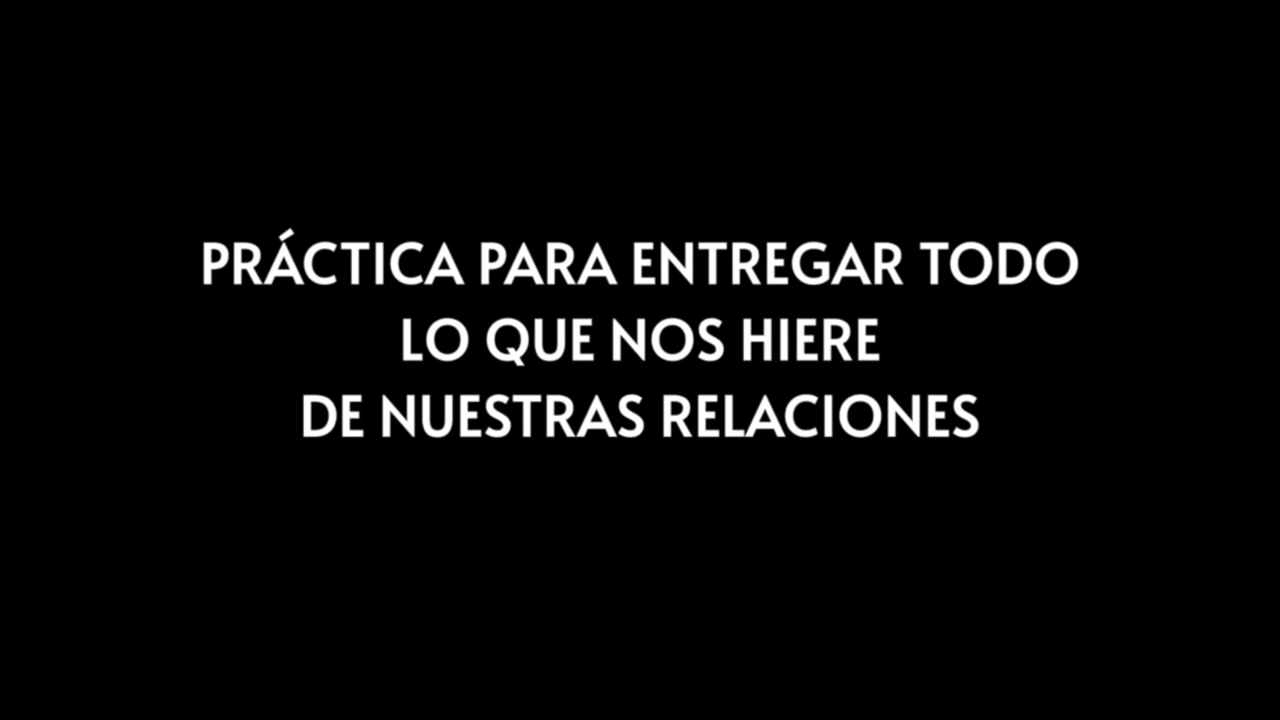 PRÁCTICA PARA ENTREGAR TODO
LO QUE NOS HIERE
DE NUESTRAS RELACIONES